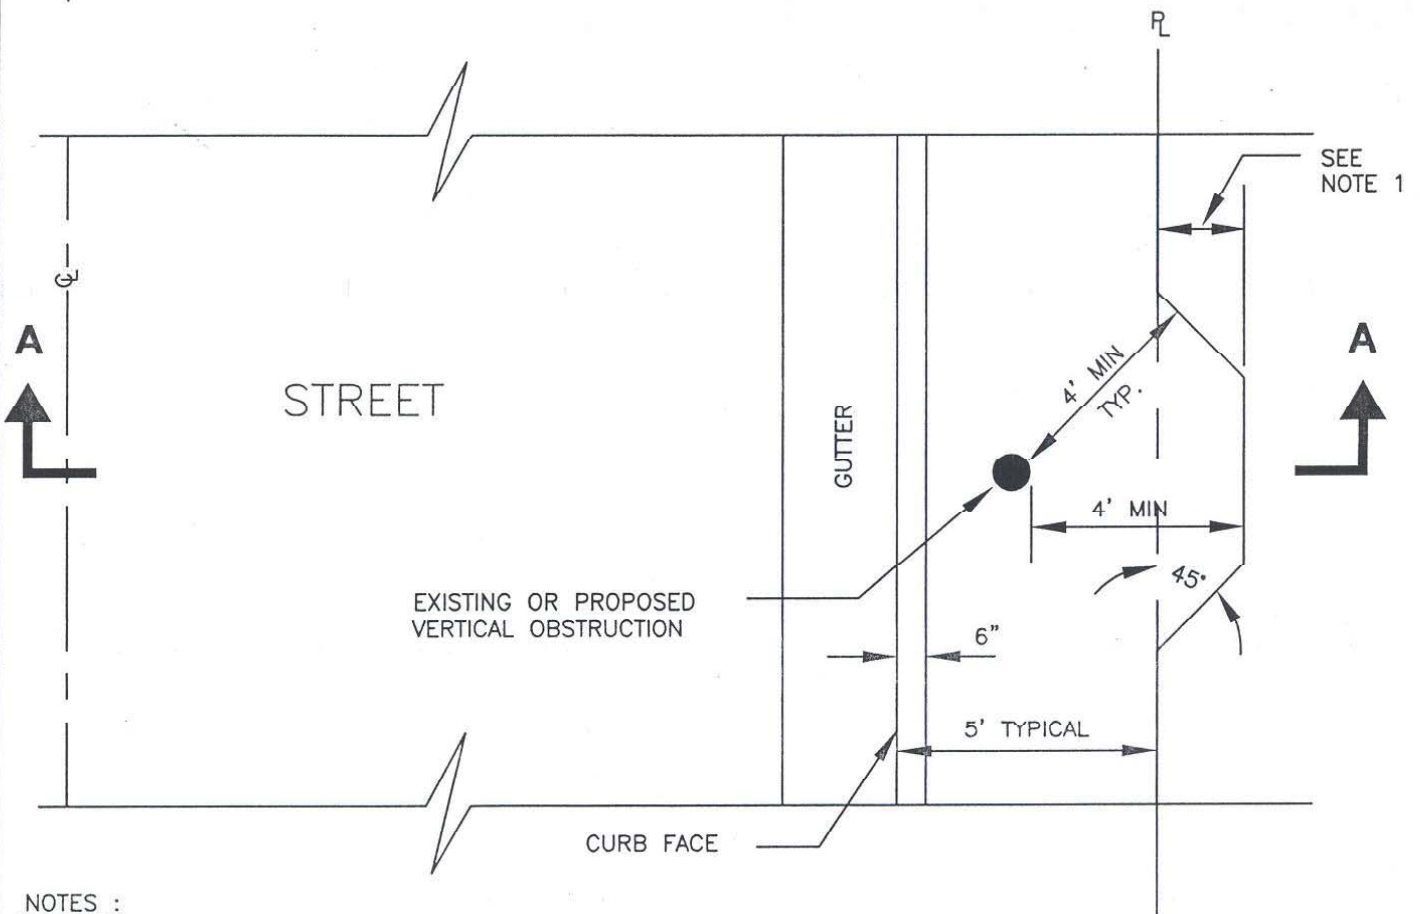 PL
SEE
NOTE 1
CL
A
A
STREET
4' MIN
TYP.
GUTTER
4' MIN
45°
EXISTING OR PROPOSED
VERTICAL OBSTRUCTION
6"
5' TYPICAL
CURB FACE
NOTES :